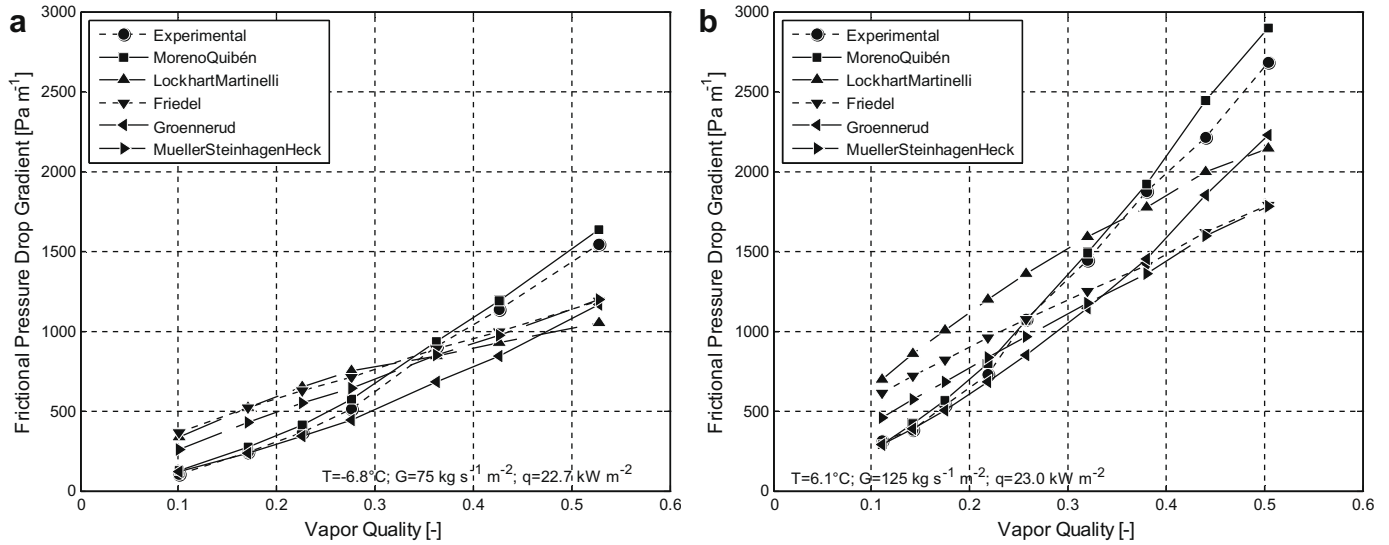 a
3000
2500
2000
1500
1000
500
0
Frictional Pressure Drop Gradient [Pa m⁻¹]
Experimental
MorenoQuibén
LockhartMartinelli
Friedel
Groennerud
MuellerSteinhagenHeck
T=-6.8°C; G=75 kg s⁻¹ m⁻²; q=22.7 kW m⁻²
0 0.1 0.2 0.3 0.4 0.5 0.6
Vapor Quality [-]
b
3000
2500
2000
1500
1000
500
0
Frictional Pressure Drop Gradient [Pa m⁻¹]
Experimental
MorenoQuibén
LockhartMartinelli
Friedel
Groennerud
MuellerSteinhagenHeck
T=6.1°C; G=125 kg s⁻¹ m⁻²; q=23.0 kW m⁻²
0 0.1 0.2 0.3 0.4 0.5 0.6
Vapor Quality [-]